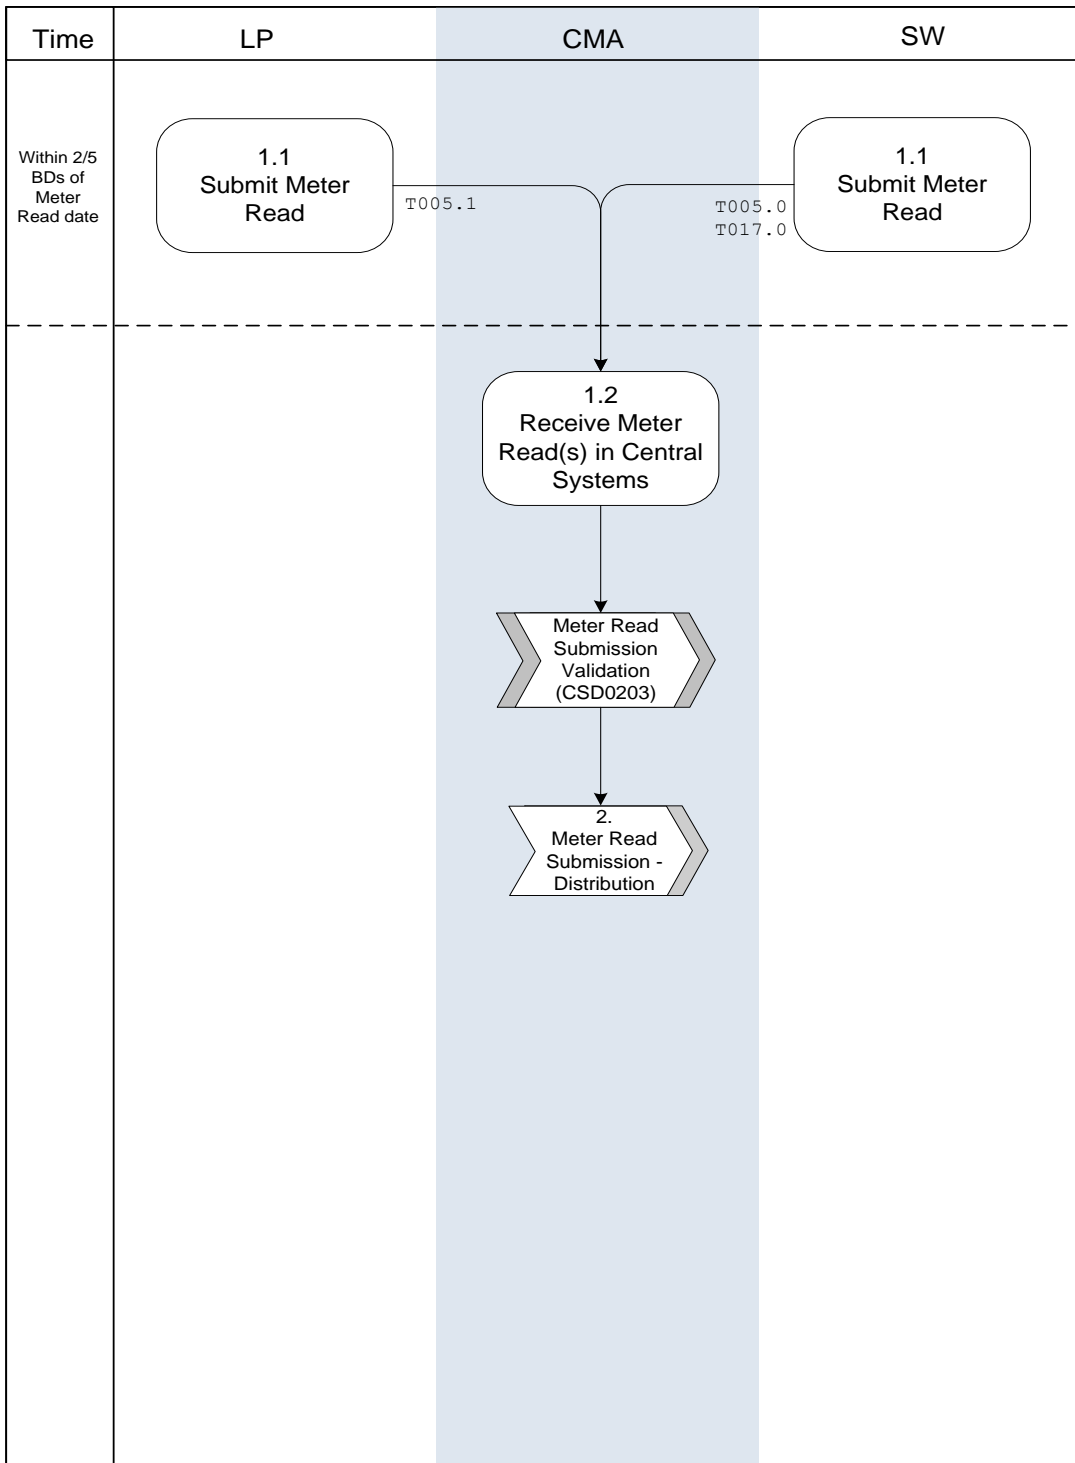 Time
LP
CMA
SW
Within 2/5
BDs of
Meter
Read date
1.1
Submit Meter
Read
T005.1
T005.0
T017.0
1.1
Submit Meter
Read
1.2
Receive Meter
Read(s) in Central
Systems
Meter Read
Submission
Validation
(CSD0203)
2.
Meter Read
Submission -
Distribution